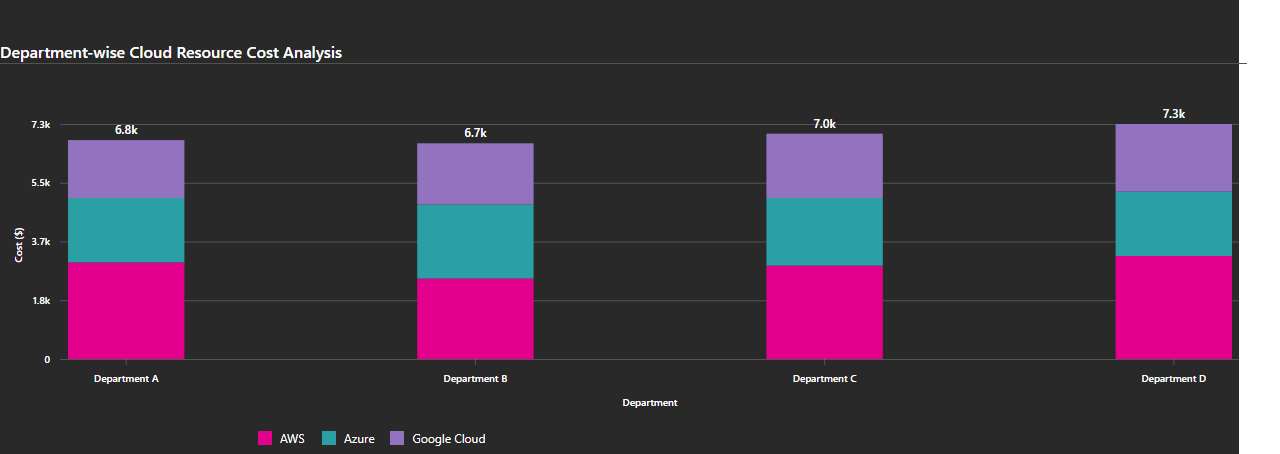 Department-wise Cloud Resource Cost Analysis
7.3k
6.8k
6.7k
7.0k
7.3k
5.5k
3.7k
1.8k
0
Cost ($)
Department A
Department B
Department C
Department D
Department
AWS
Azure
Google Cloud